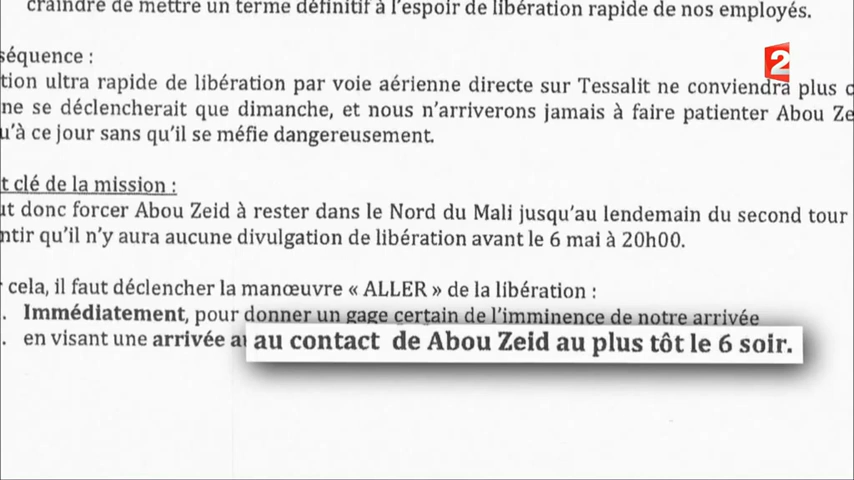 craindre de mettre un terme définitif à l'espoir de libération rapide de nos employés.
2
séquence :
tion ultra rapide de libération par voie aérienne directe sur Tessalit ne conviendra plus c
ne se déclencherait que dimanche, et nous n'arriverons jamais à faire patienter Abou Ze
u'à ce jour sans qu'il se méfie dangereusement.
t clé de la mission :
ut donc forcer Abou Zeid à rester dans le Nord du Mali jusqu'au lendemain du second tour
ntir qu'il n'y aura aucune divulgation de libération avant le 6 mai à 20h00.
cela, il faut déclencher la manœuvre « ALLER » de la libération :
. Immédiatement, pour donner un gage certain de l'imminence de notre arrivée
. en visant une arrivée au
au contact de Abou Zeid au plus tôt le 6 soir.